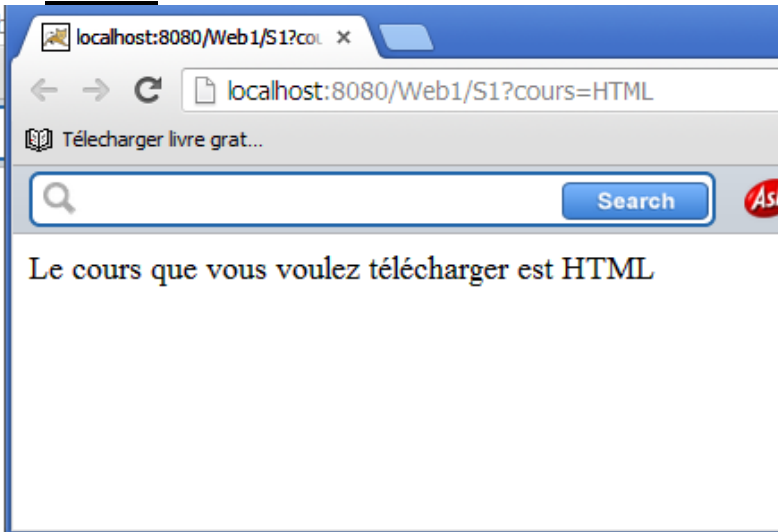 localhost:8080/Web1/S1?cou
localhost:8080/Web1/S1?cours=HTML
Télecharger livre grat...
Search
Le cours que vous voulez télécharger est HTML